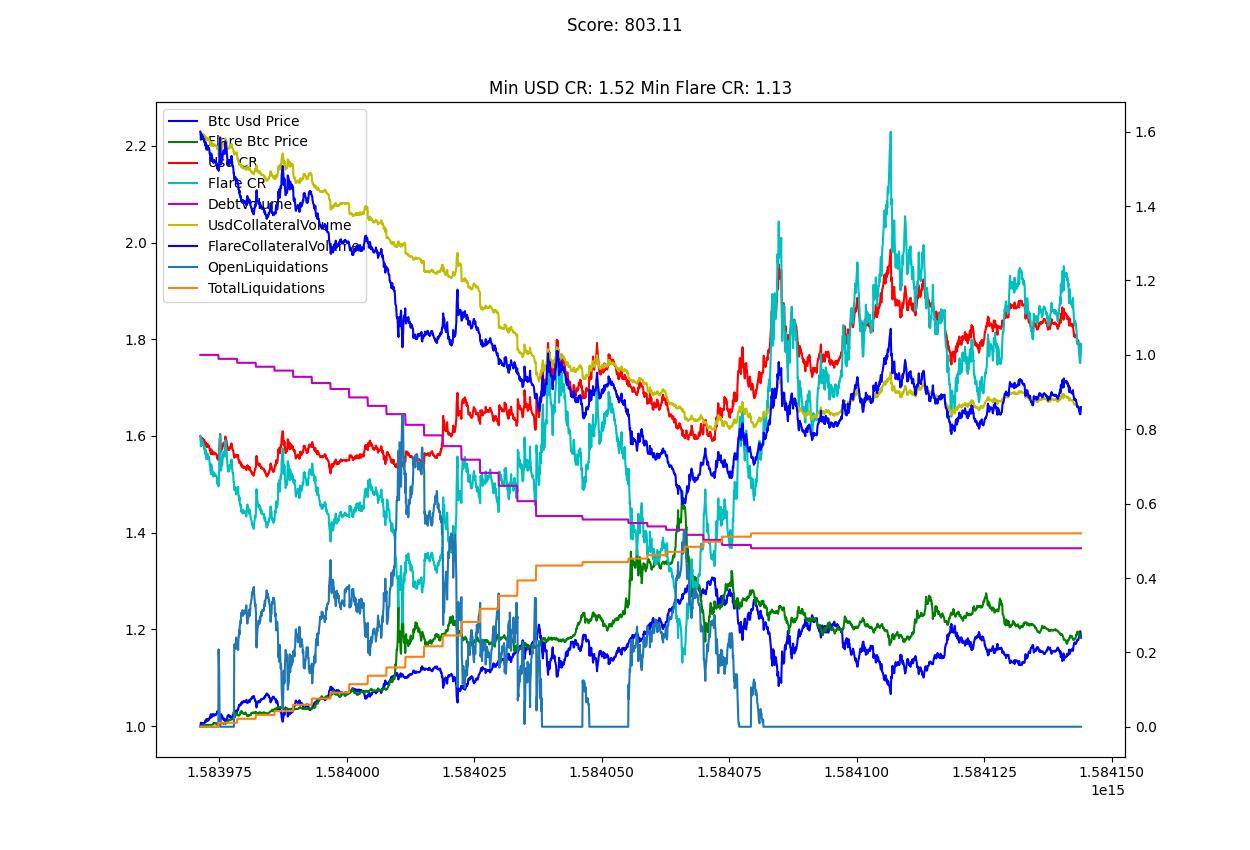 Score: 803.11
Min USD CR: 1.52 Min Flare CR: 1.13
Btc Usd Price
Flare Btc Price
Usd CR
Flare CR
DebtVolume
UsdCollateralVolume
FlareCollateralVolume
OpenLiquidations
TotalLiquidations
2.2
2.0
1.8
1.6
1.4
1.2
1.0
1.6
1.4
1.2
1.0
0.8
0.6
0.4
0.2
0.0
1.583975 1.584000 1.584025 1.584050 1.584075 1.584100 1.584125 1.584150
1e15